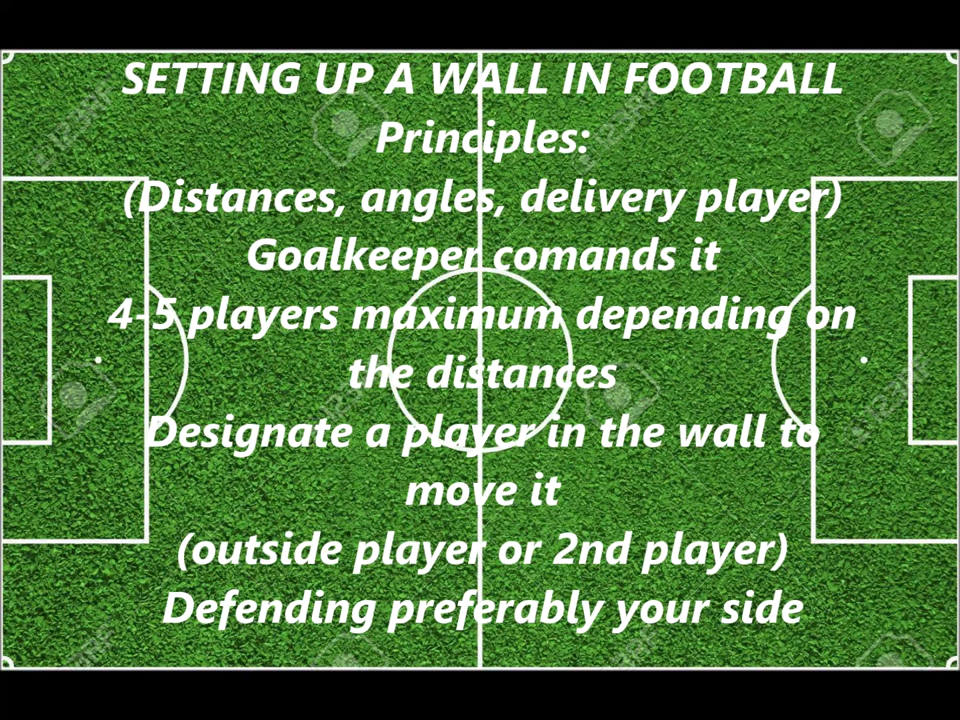 SETTING UP A WALL IN FOOTBALL
Principles:
(Distances, angles, delivery player)
Goalkeeper comands it
4-5 players maximum depending on
the distances
Designate a player in the wall to
move it
(outside player or 2nd player)
Defending preferably your side